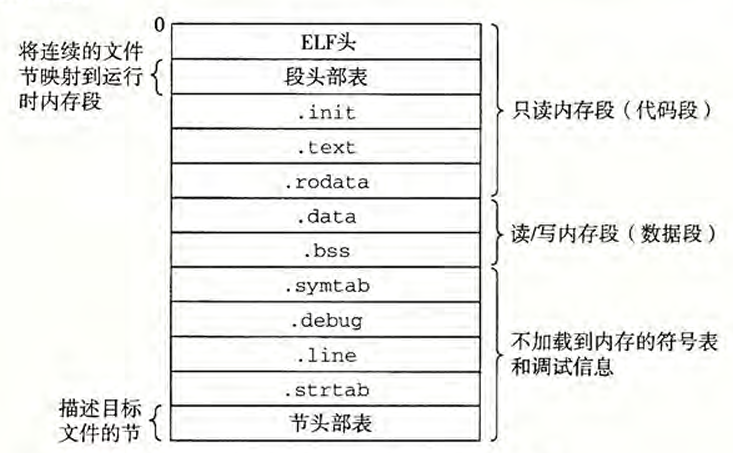 0
ELF头
将连续的文件
节映射到运行
时内存段
段头部表
.init
.text
.rodata
只读内存段（代码段）
.data
.bss
读/写内存段（数据段）
.symtab
.debug
.line
.strtab
不加载到内存的符号表
和调试信息
描述目标
文件的节
节头部表